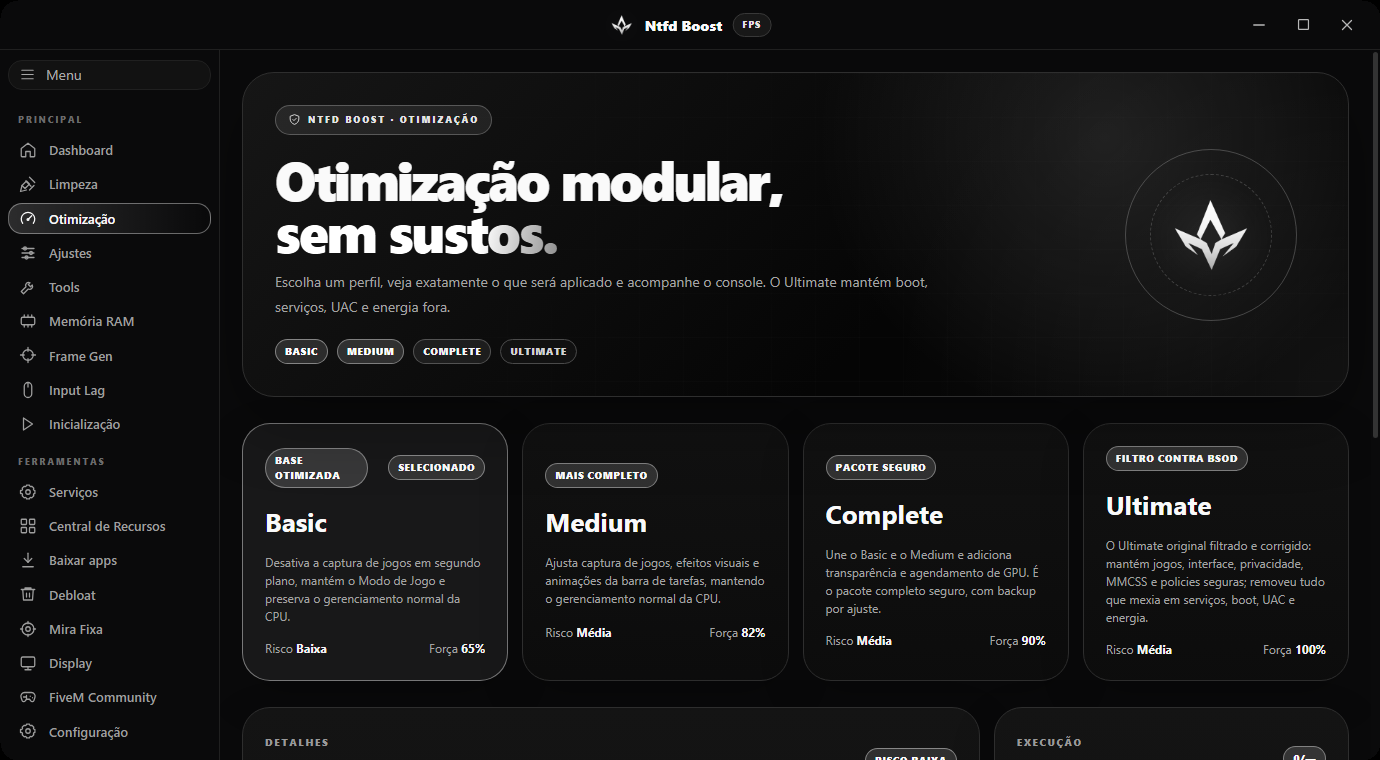 Ntfd Boost FPS
Menu
PRINCIPAL
Dashboard
Limpeza
Otimização
Ajustes
Tools
Memória RAM
Frame Gen
Input Lag
Inicialização
FERRAMENTAS
Serviços
Central de Recursos
Baixar apps
Debloat
Mira Fixa
Display
FiveM Community
Configuração
NTFD BOOST · OTIMIZAÇÃO
Otimização modular,
sem sustos.
Escolha um perfil, veja exatamente o que será aplicado e acompanhe o console. O Ultimate mantém boot,
serviços, UAC e energia fora.
BASIC MEDIUM COMPLETE ULTIMATE
BASE
OTIMIZADA
SELECIONADO
Basic
Desativa a captura de jogos em segundo
plano, mantém o Modo de Jogo e
preserva o gerenciamento normal da
CPU.
Risco Baixa Força 65%
MAIS COMPLETO
Medium
Ajusta captura de jogos, efeitos visuais e
animações da barra de tarefas, mantendo
o gerenciamento normal da CPU.
Risco Média Força 82%
PACOTE SEGURO
Complete
Une o Basic e o Medium e adiciona
transparência e agendamento de GPU. É
o pacote completo seguro, com backup
por ajuste.
Risco Média Força 90%
FILTRO CONTRA BSOD
Ultimate
O Ultimate original filtrado e corrigido:
mantém jogos, interface, privacidade,
MMCSS e policies seguras; removeu tudo
que mexia em serviços, boot, UAC e
energia.
Risco Média Força 100%
DETALHES
RISCO BAIXA
EXECUÇÃO